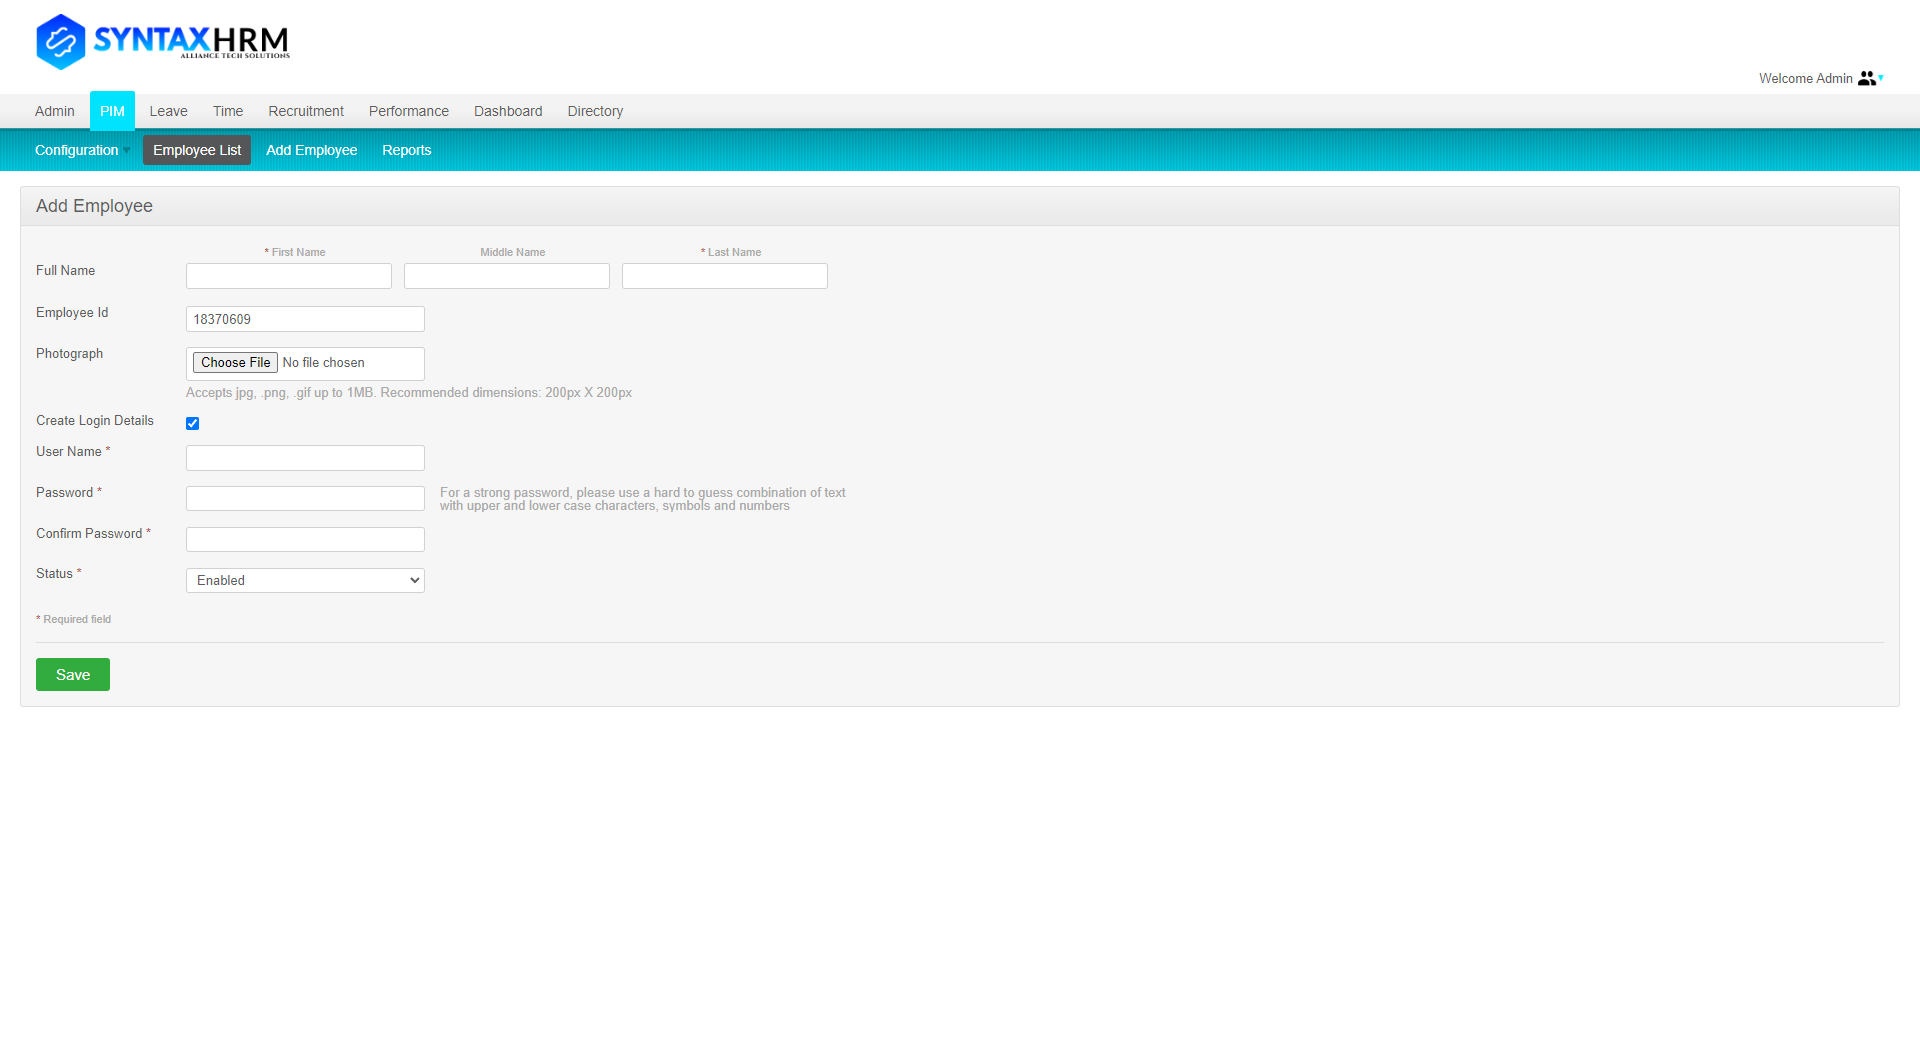 SYNTAXHRM
ALLIANCE TECH SOLUTIONS
Welcome Admin
Admin PIM Leave Time Recruitment Performance Dashboard Directory
Configuration Employee List Add Employee Reports
Add Employee
* First Name Middle Name * Last Name
Full Name
Employee Id 18370609
Photograph Choose File No file chosen
Accepts jpg, .png, .gif up to 1MB. Recommended dimensions: 200px X 200px
Create Login Details
User Name *
Password * For a strong password, please use a hard to guess combination of text
with upper and lower case characters, symbols and numbers
Confirm Password *
Status * Enabled
* Required field
Save